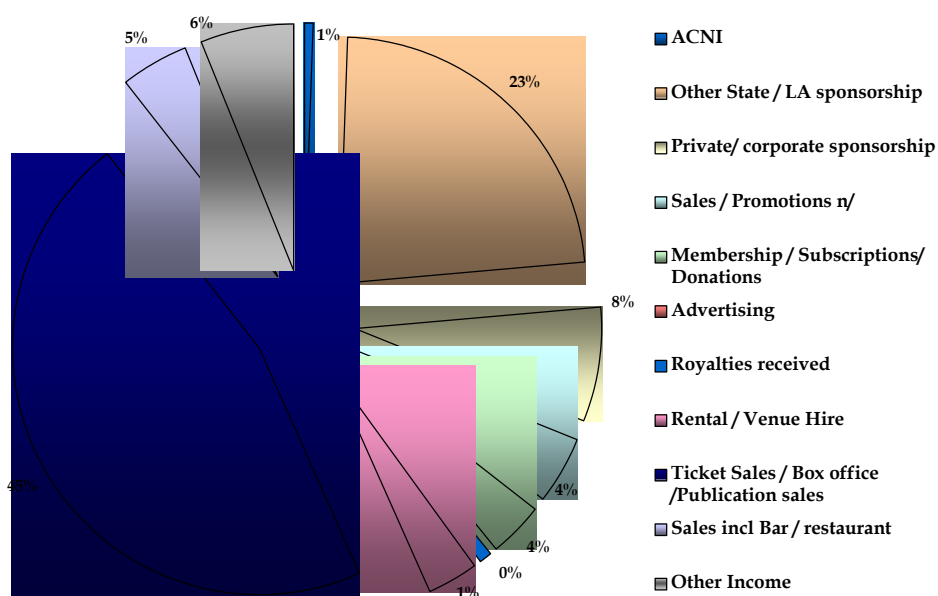 6%
5%
1%
23%
8%
4%
4%
0%
1%
ACNI
Other State / LA sponsorship
Private/ corporate sponsorship
Sales / Promotions n/
Membership / Subscriptions/
Donations
Advertising
Royalties received
Rental / Venue Hire
Ticket Sales / Box office
/Publication sales
Sales incl Bar / restaurant
Other Income